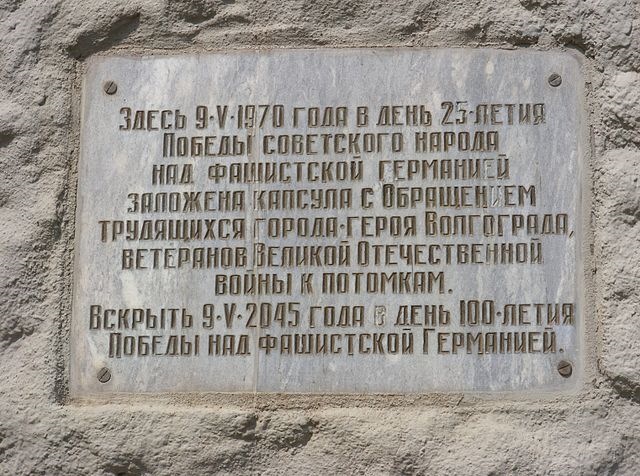 Здесь 9·V·1970 года в день 25-летия
Победы советского народа
над фашистской германией
заложена капсула с Обращением
трудящихся города-героя Волгограда,
ветеранов Великой Отечественной
войны к потомкам.
Вскрыть 9·V·2045 года в день 100-летия
Победы над фашистской Германией.